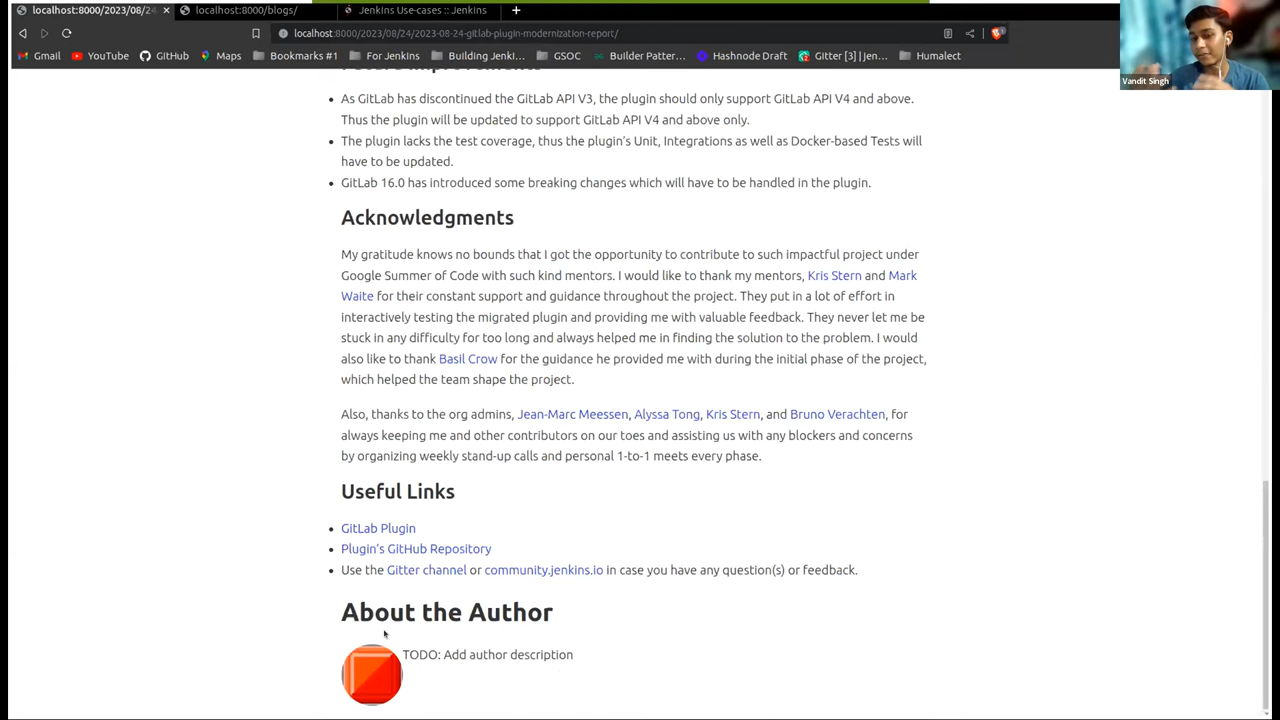 localhost:8000/2023/08/24
localhost:8000/blogs/
Jenkins Use-cases :: Jenkins
localhost:8000/2023/08/24/2023-08-24-gitlab-plugin-modernization-report/
Gmail
YouTube
GitHub
Maps
Bookmarks #1
For Jenkins
Building Jenki...
GSOC
Builder Patter...
Hashnode Draft
Gitter [3] | Jen...
Humalect
Vandit Singh
As GitLab has discontinued the GitLab API V3, the plugin should only support GitLab API V4 and above.
Thus the plugin will be updated to support GitLab API V4 and above only.
The plugin lacks the test coverage, thus the plugin's Unit, Integrations as well as Docker-based Tests will
have to be updated.
GitLab 16.0 has introduced some breaking changes which will have to be handled in the plugin.
Acknowledgments
My gratitude knows no bounds that I got the opportunity to contribute to such impactful project under
Google Summer of Code with such kind mentors. I would like to thank my mentors, Kris Stern and Mark
Waite for their constant support and guidance throughout the project. They put in a lot of effort in
interactively testing the migrated plugin and providing me with valuable feedback. They never let me be
stuck in any difficulty for too long and always helped me in finding the solution to the problem. I would
also like to thank Basil Crow for the guidance he provided me with during the initial phase of the project,
which helped the team shape the project.
Also, thanks to the org admins, Jean-Marc Meessen, Alyssa Tong, Kris Stern, and Bruno Verachten, for
always keeping me and other contributors on our toes and assisting us with any blockers and concerns
by organizing weekly stand-up calls and personal 1-to-1 meets every phase.
Useful Links
GitLab Plugin
Plugin's GitHub Repository
Use the Gitter channel or community.jenkins.io in case you have any question(s) or feedback.
About the Author
TODO: Add author description